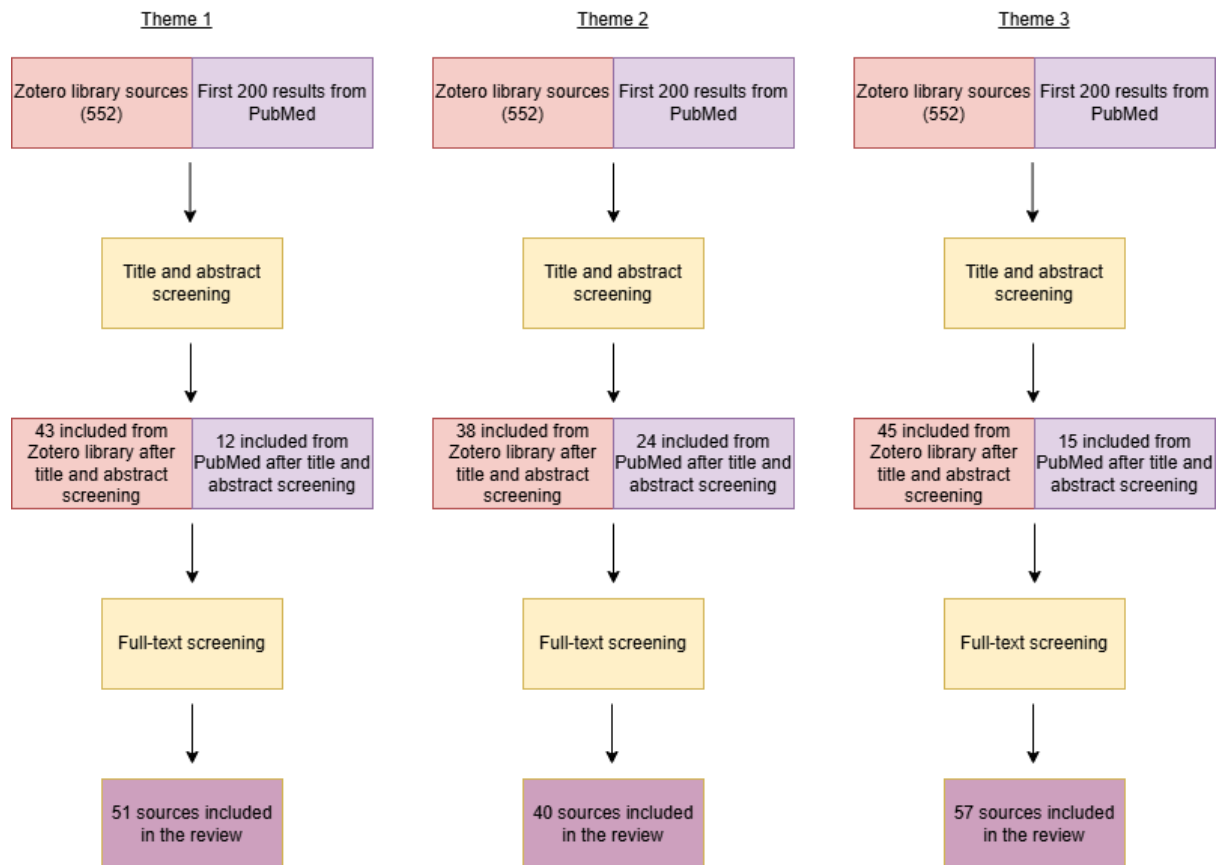 Theme 1
Theme 2
Theme 3
Zotero library sources
(552)
First 200 results from
PubMed
Zotero library sources
(552)
First 200 results from
PubMed
Zotero library sources
(552)
First 200 results from
PubMed
Title and abstract
screening
Title and abstract
screening
Title and abstract
screening
43 included from
Zotero library after
title and abstract
screening
12 included from
PubMed after title and
abstract screening
38 included from
Zotero library after
title and abstract
screening
24 included from
PubMed after title and
abstract screening
45 included from
Zotero library after
title and abstract
screening
15 included from
PubMed after title and
abstract screening
Full-text screening
Full-text screening
Full-text screening
51 sources included
in the review
40 sources included
in the review
57 sources included
in the review